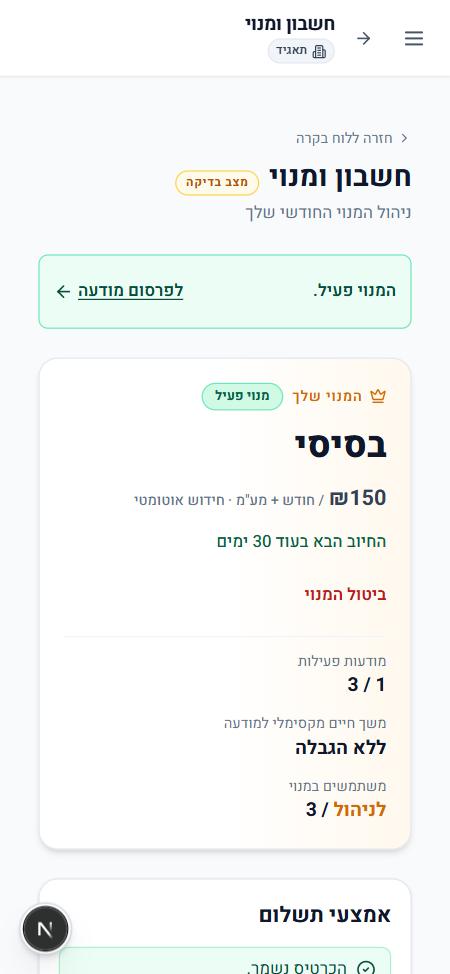 חשבון ומנוי
תאגיד
חזרה ללוח בקרה
חשבון ומנוי מצב בדיקה
ניהול המנוי החודשי שלך
המנוי פעיל. לפרסום מודעה
המנוי שלך מנוי פעיל
בסיסי
₪150 / חודש + מע"מ · חידוש אוטומטי
החיוב הבא בעוד 30 ימים
ביטול המנוי
מודעות פעילות
1 / 3
משך חיים מקסימלי למודעה
ללא הגבלה
משתמשים במנוי
לניהול / 3
אמצעי תשלום
הכרטיס נשמר.
N